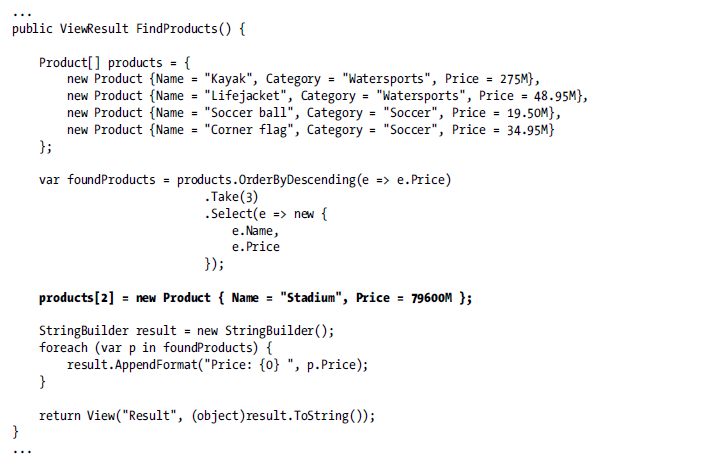 ...
public ViewResult FindProducts() {
Product[] products = {
new Product {Name = "Kayak", Category = "Watersports", Price = 275M},
new Product {Name = "Lifejacket", Category = "Watersports", Price = 48.95M},
new Product {Name = "Soccer ball", Category = "Soccer", Price = 19.50M},
new Product {Name = "Corner flag", Category = "Soccer", Price = 34.95M}
};
var foundProducts = products.OrderByDescending(e => e.Price)
.Take(3)
.Select(e => new {
e.Name,
e.Price
});
products[2] = new Product { Name = "Stadium", Price = 79600M };
StringBuilder result = new StringBuilder();
foreach (var p in foundProducts) {
result.AppendFormat("Price: {0} ", p.Price);
}
return View("Result", (object)result.ToString());
}
...